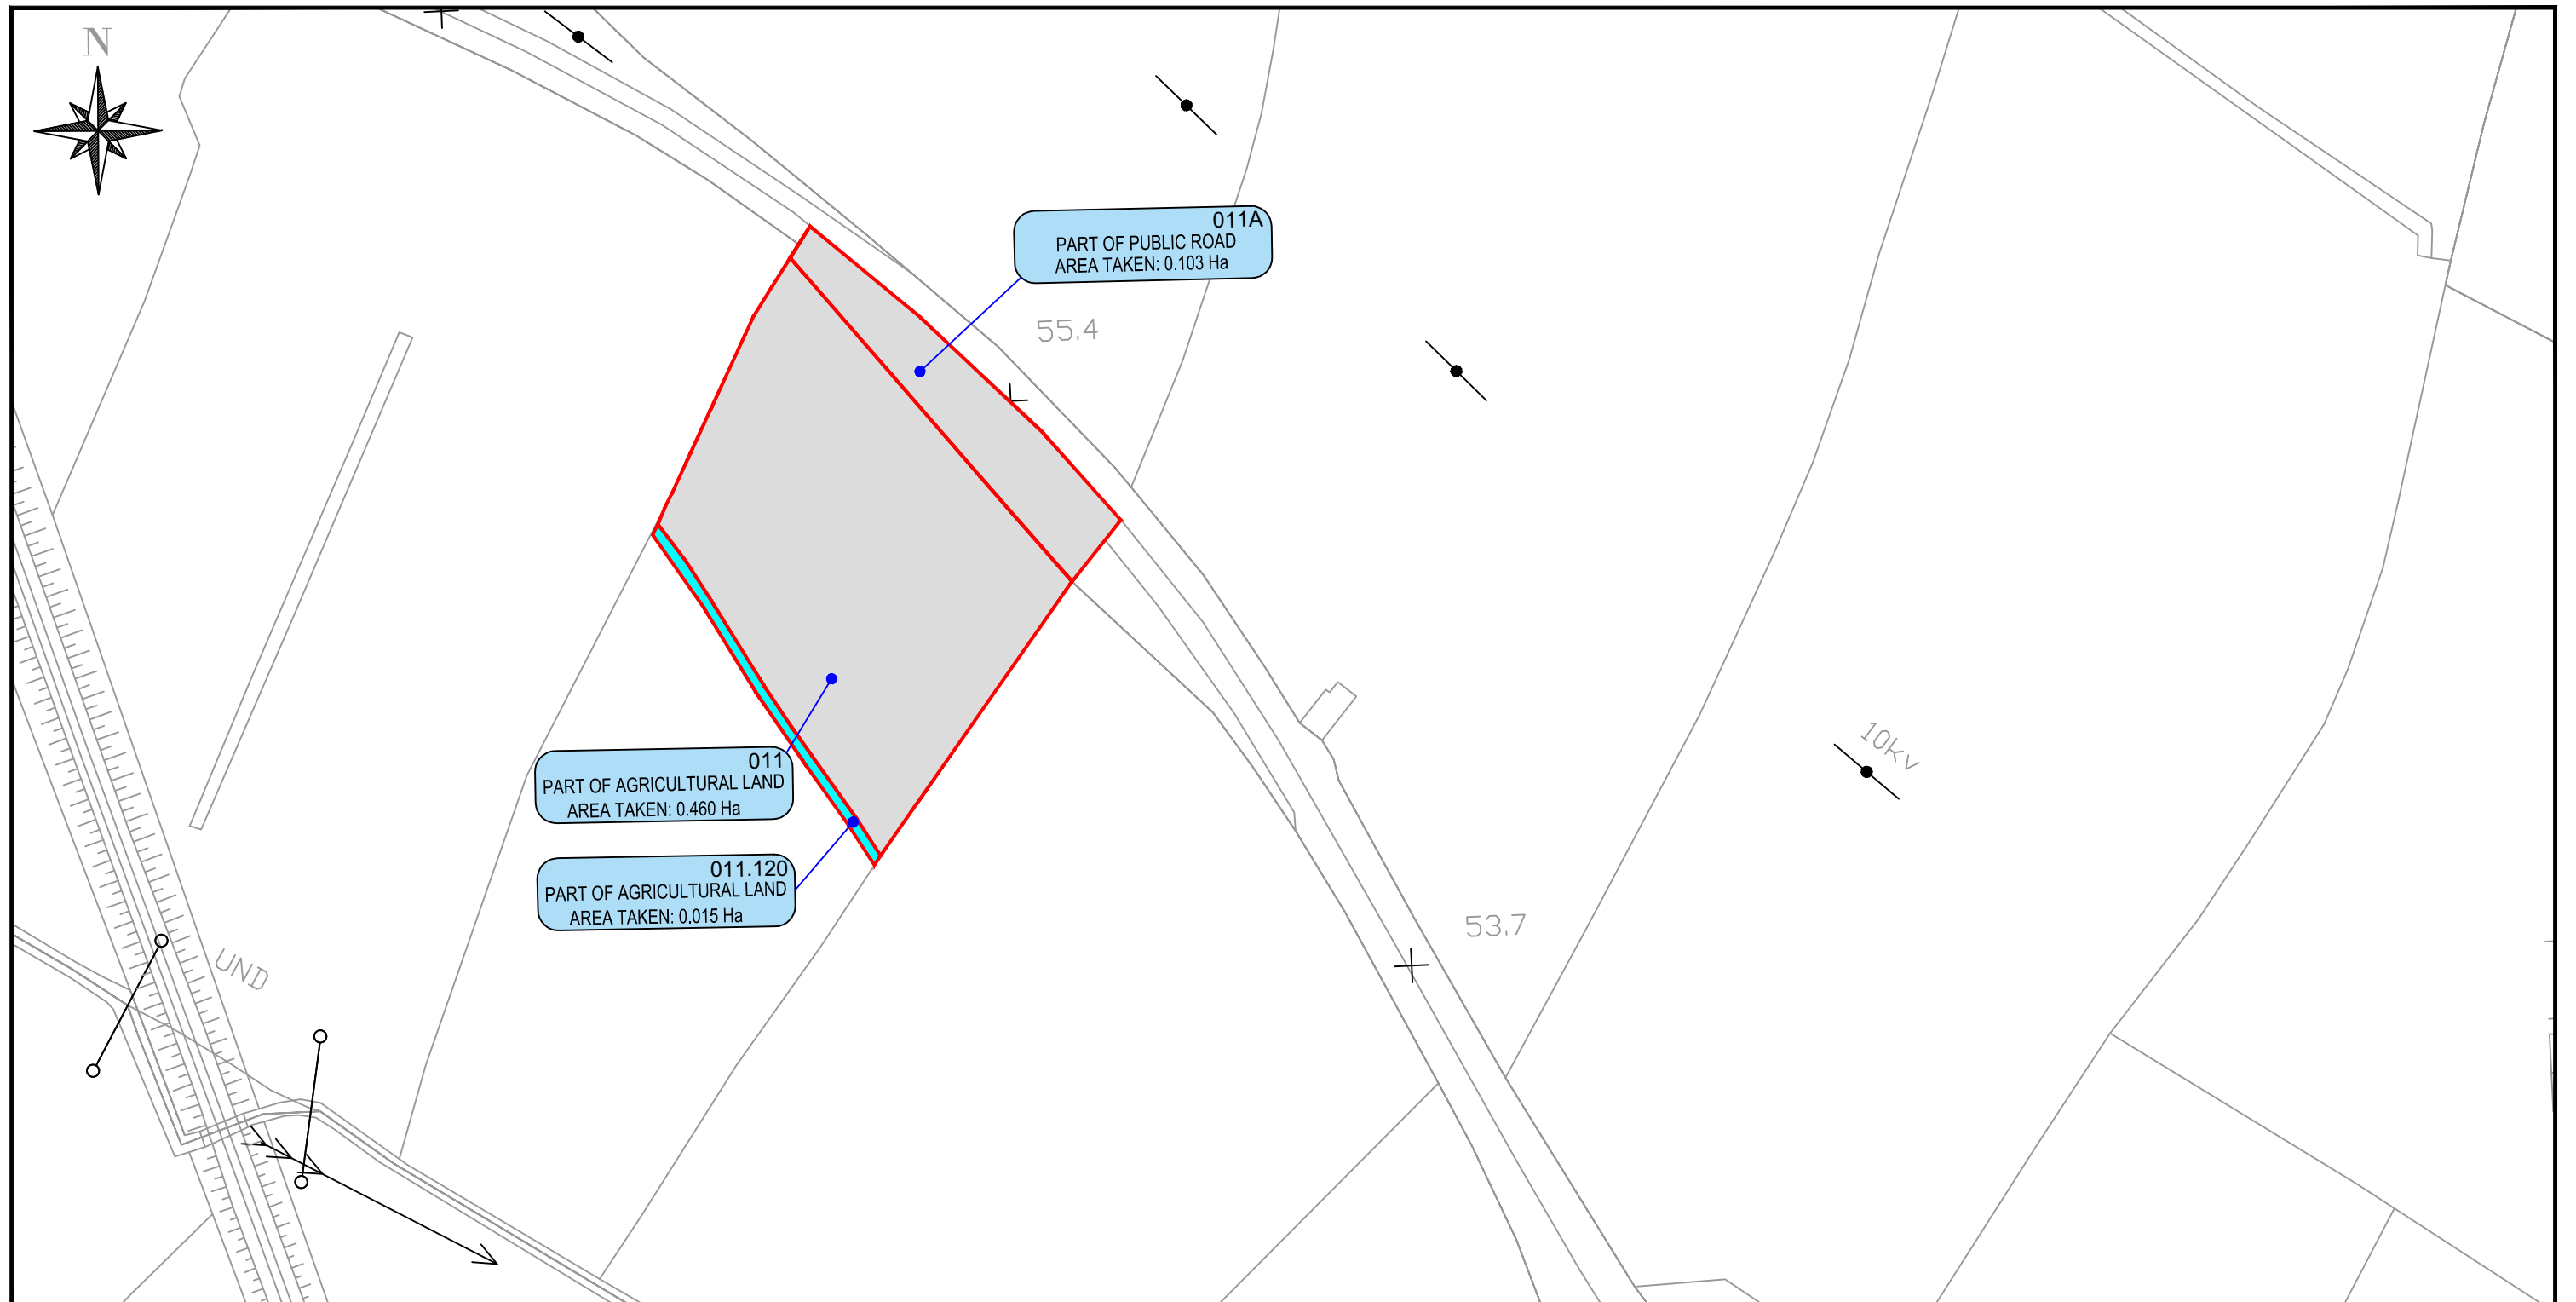 N
011A
PART OF PUBLIC ROAD
AREA TAKEN: 0.103 Ha
55.4
10kv
011
PART OF AGRICULTURAL LAND
AREA TAKEN: 0.460 Ha
011.120
PART OF AGRICULTURAL LAND
AREA TAKEN: 0.015 Ha
53.7
UND